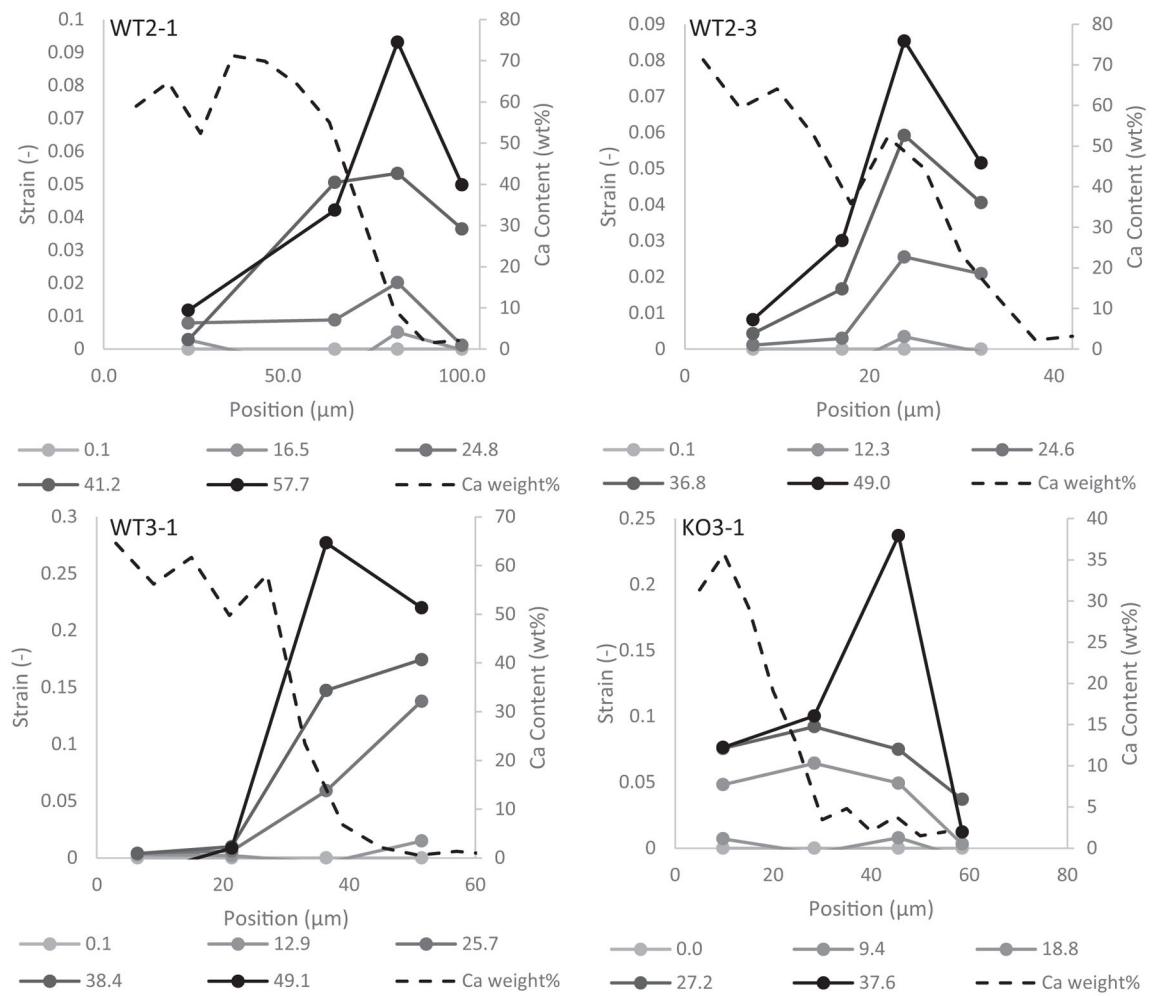 WT2-1
0.1
0.09
0.08
0.07
0.06
0.05
0.04
0.03
0.02
0.01
0
Strain (-)
80
70
60
50
40
30
20
10
0
Ca Content (wt%)
0.0 50.0 100.0
Position (µm)
0.1 16.5 24.8
41.2 57.7 Ca weight%
WT2-3
0.09
0.08
0.07
0.06
0.05
0.04
0.03
0.02
0.01
0
Strain (-)
80
70
60
50
40
30
20
10
0
Ca Content (wt%)
0 20 40
Position (µm)
0.1 12.3 24.6
36.8 49.0 Ca weight%
WT3-1
0.3
0.25
0.2
0.15
0.1
0.05
0
Strain (-)
70
60
50
40
30
20
10
0
Ca Content (wt%)
0 20 40 60
Position (µm)
0.1 12.9 25.7
38.4 49.1 Ca weight%
KO3-1
0.25
0.2
0.15
0.1
0.05
0
Strain (-)
40
35
30
25
20
15
10
5
0
Ca Content (wt%)
0 20 40 60 80
Position (µm)
0.0 9.4 18.8
27.2 37.6 Ca weight%